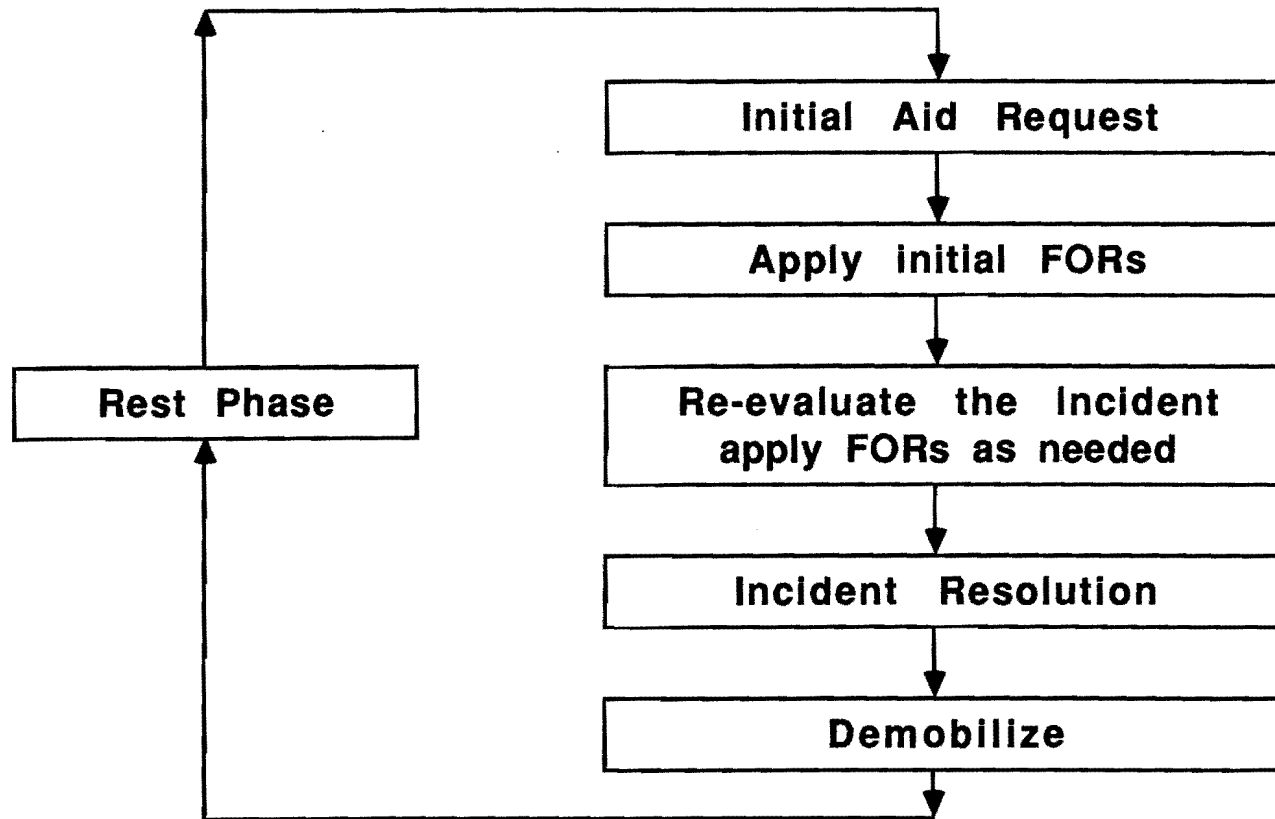 Initial Aid Request
Apply initial FORs
Rest Phase
Re-evaluate the Incident
apply FORs as needed
Incident Resolution
Demobilize